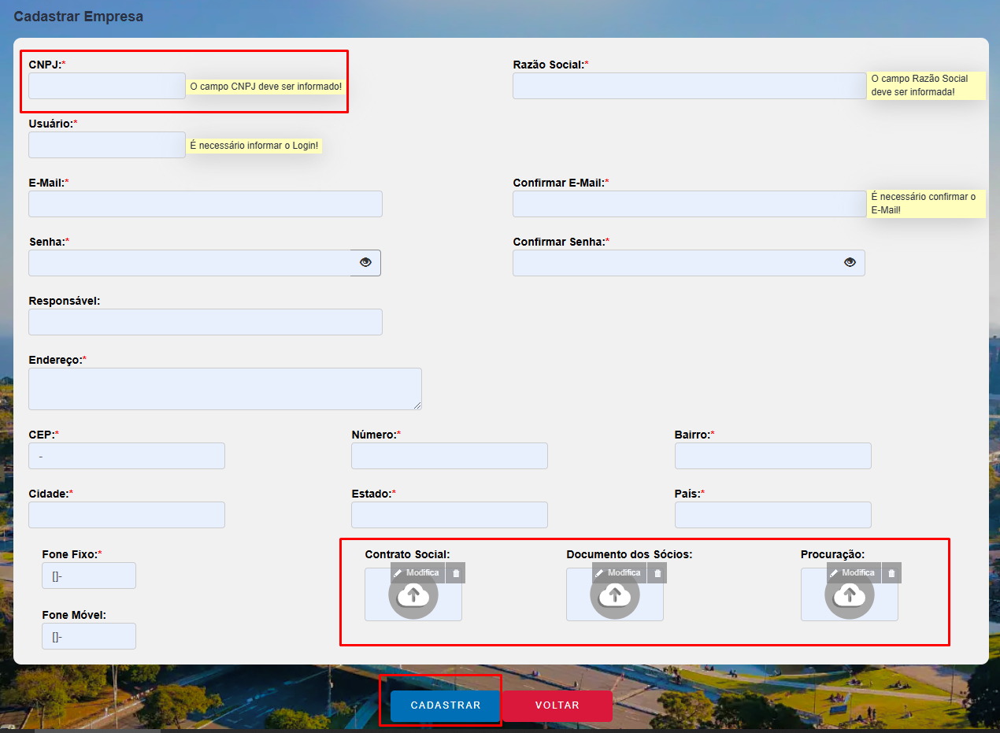 Cadastrar Empresa
CNPJ:*
O campo CNPJ deve ser informado!
Razão Social:*
O campo Razão Social
deve ser informada!
Usuário:*
É necessário informar o Login!
E-Mail:*
Confirmar E-Mail:*
É necessário confirmar o
E-Mail!
Senha:*
Confirmar Senha:*
Responsável:
Endereço:*
CEP:*
-
Número:*
Bairro:*
Cidade:*
Estado:*
País:*
Fone Fixo:*
[]-
Contrato Social:
Modifica
Documento dos Sócios:
Modifica
Procuração:
Modifica
Fone Móvel:
[]-
CADASTRAR
VOLTAR